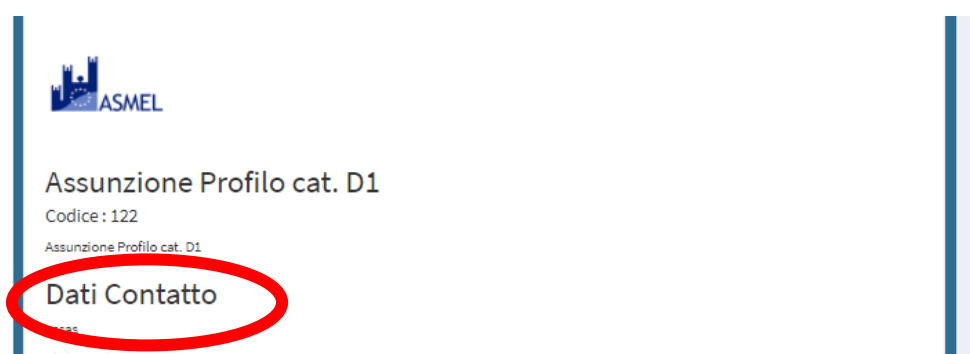 ASMEL
Assunzione Profilo cat. D1
Codice : 122
Assunzione Profilo cat. D1
Dati Contatto